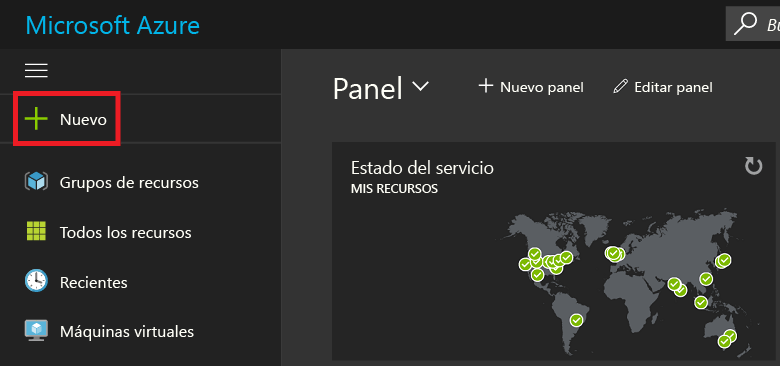 Microsoft Azure
Bú
Nuevo
Panel
Nuevo panel
Editar panel
Grupos de recursos
Todos los recursos
Recientes
Máquinas virtuales
Estado del servicio
MIS RECURSOS